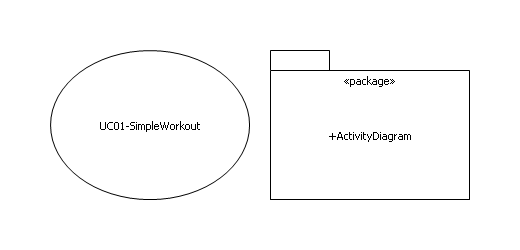 UC01-SimpleWorkout
«package»
+ActivityDiagram